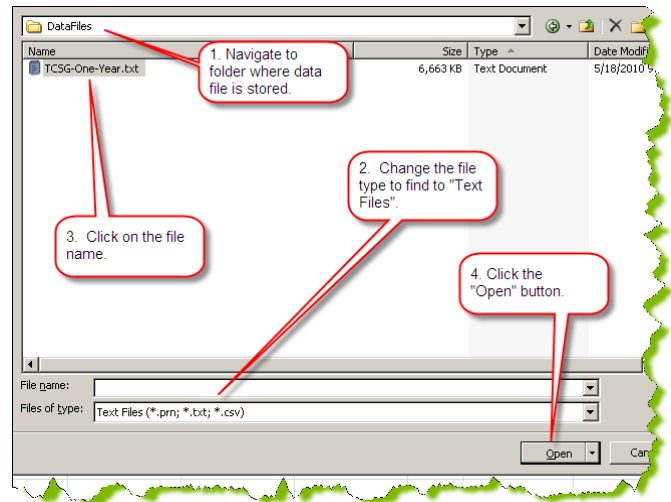 DataFiles
Name Size Type Date Modif
TCSG-One-Year.txt 6,663 KB Text Document 5/18/2010 9
1. Navigate to
folder where data
file is stored.
2. Change the file
type to find to "Text
Files".
3. Click on the file
name.
4. Click the
"Open" button.
File name:
Files of type: Text Files (*.prn; *.txt; *.csv)
Open Can